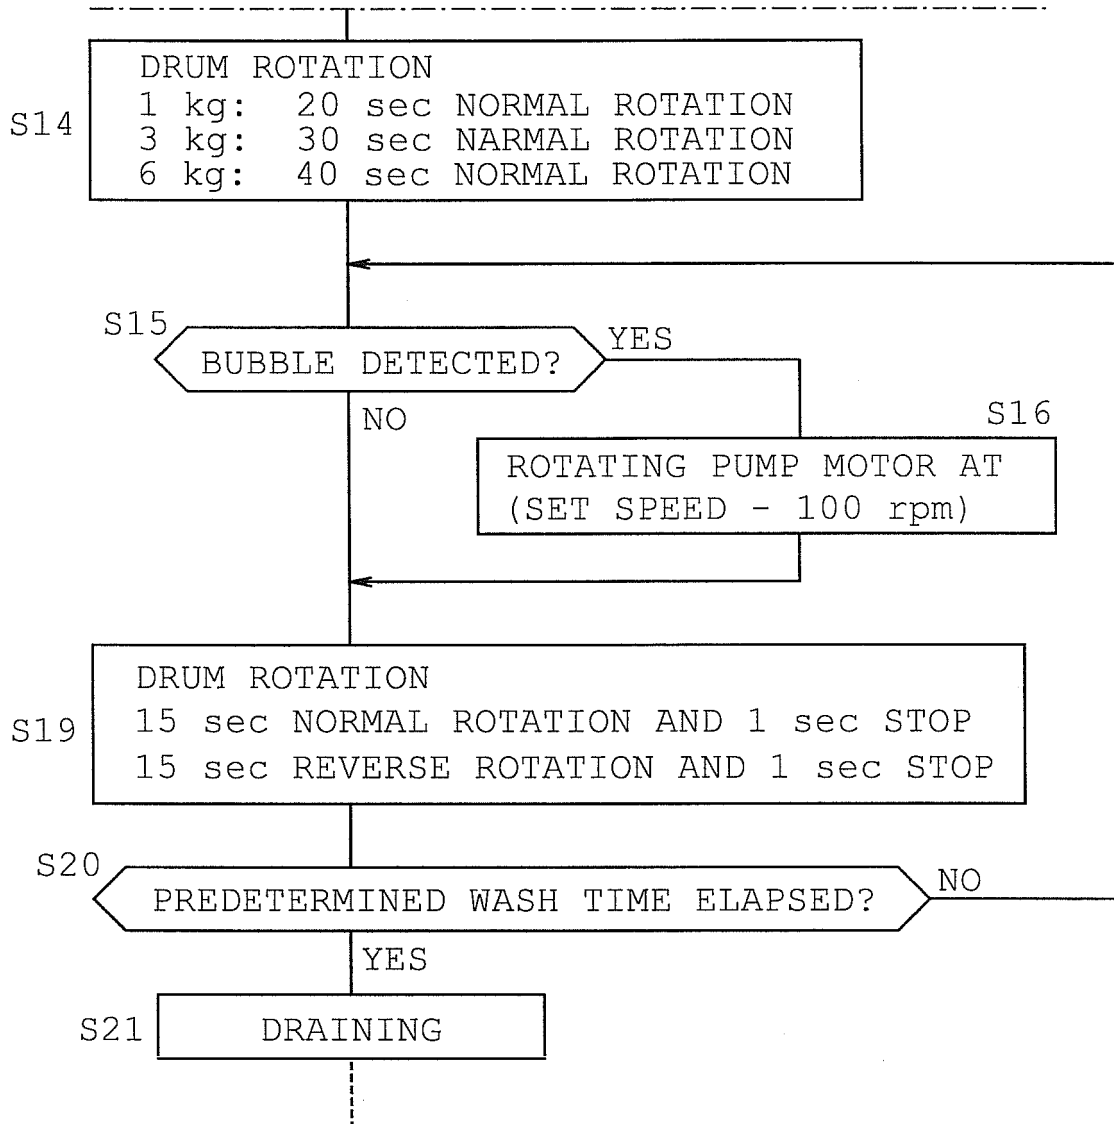 DRUM ROTATION
S14
1 kg: 20 sec NORMAL ROTATION
3 kg: 30 sec NARMAL ROTATION
6 kg: 40 sec NORMAL ROTATION
S15
BUBBLE DETECTED?
YES
NO
S16
ROTATING PUMP MOTOR AT
(SET SPEED - 100 rpm)
DRUM ROTATION
S19
15 sec NORMAL ROTATION AND 1 sec STOP
15 sec REVERSE ROTATION AND 1 sec STOP
S20
PREDETERMINED WASH TIME ELAPSED?
NO
YES
S21
DRAINING